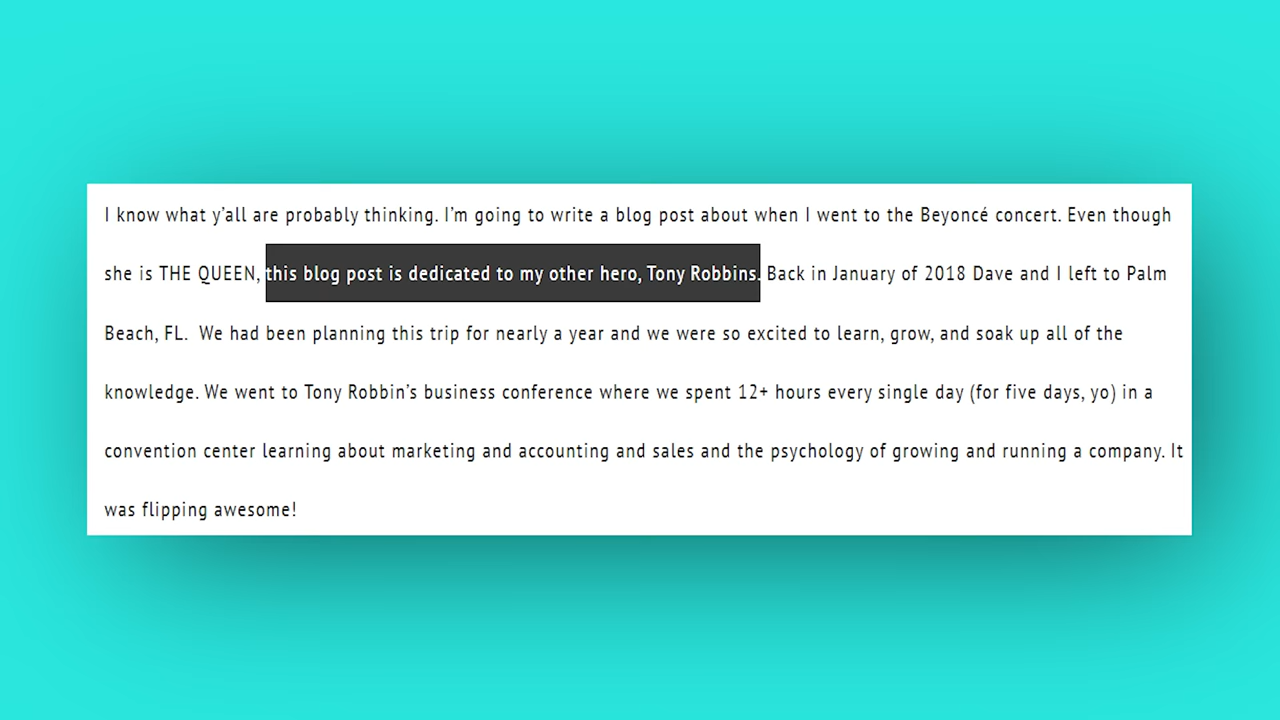 I know what y’all are probably thinking. I’m going to write a blog post about when I went to the Beyoncé concert. Even though
she is THE QUEEN, this blog post is dedicated to my other hero, Tony Robbins. Back in January of 2018 Dave and I left to Palm
Beach, FL.  We had been planning this trip for nearly a year and we were so excited to learn, grow, and soak up all of the
knowledge. We went to Tony Robbin’s business conference where we spent 12+ hours every single day (for five days, yo) in a
convention center learning about marketing and accounting and sales and the psychology of growing and running a company. It
was flipping awesome!